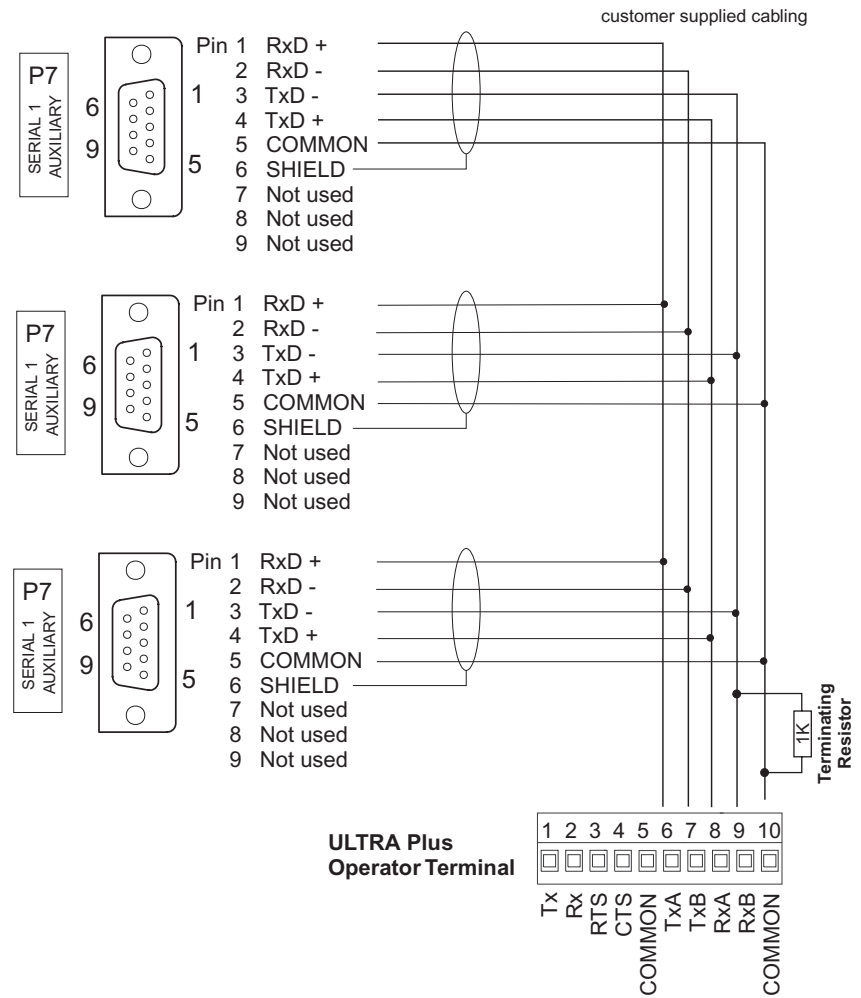 customer supplied cabling
P7
SERIAL 1
AUXILIARY
6
9
1
5
Pin 1 RxD +
2 RxD -
3 TxD -
4 TxD +
5 COMMON
6 SHIELD
7 Not used
8 Not used
9 Not used
P7
SERIAL 1
AUXILIARY
6
9
1
5
Pin 1 RxD +
2 RxD -
3 TxD -
4 TxD +
5 COMMON
6 SHIELD
7 Not used
8 Not used
9 Not used
P7
SERIAL 1
AUXILIARY
6
9
1
5
Pin 1 RxD +
2 RxD -
3 TxD -
4 TxD +
5 COMMON
6 SHIELD
7 Not used
8 Not used
9 Not used
1K
Terminating
Resistor
ULTRA Plus
Operator Terminal
1 2 3 4 5 6 7 8 9 10
Tx
Rx
RTS
CTS
COMMON
TxA
TxB
RxA
RxB
COMMON